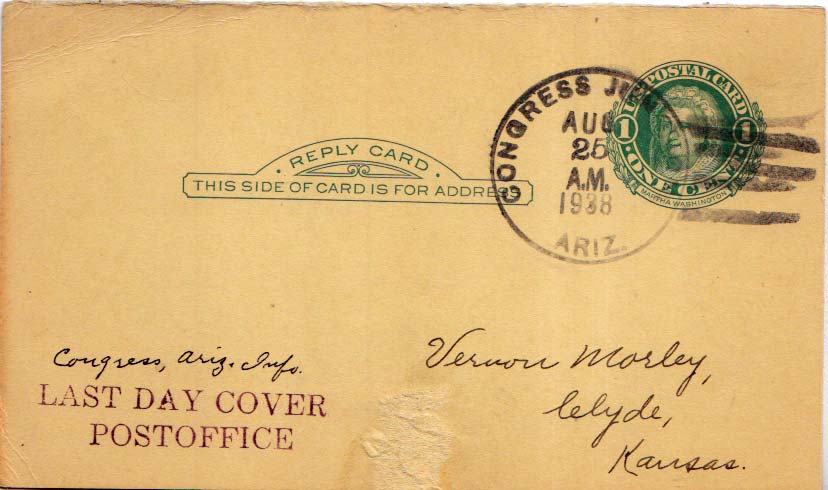 CONGRESS JUNCTION
AUG
25
A.M.
1938
ARIZ.
U.S. POSTAL CARD
1 1
ONE CENT
MARTHA WASHINGTON
REPLY CARD
THIS SIDE OF CARD IS FOR ADDRESS
Congress, Ariz. Info.
LAST DAY COVER
POSTOFFICE
Vernon Morley,
Clyde,
Kansas.